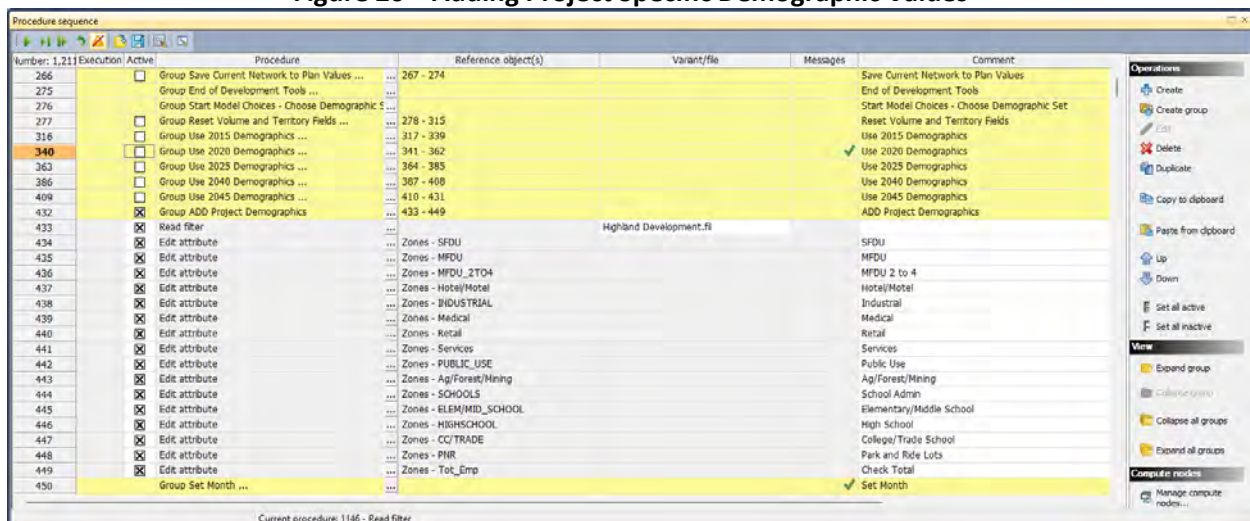 Figure 26 – Adding Project Specific Demographic Values
Procedure sequence
Number: 1,211 Execution Active Procedure Reference object(s) Variant/file Messages Comment
266 Group Save Current Network to Plan Values ... ... 267 - 274 Save Current Network to Plan Values
275 Group End of Development Tools ... ... End of Development Tools
276 Group Start Model Choices - Choose Demographic S... Start Model Choices - Choose Demographic Set
277 Group Reset Volume and Territory Fields ... ... 278 - 315 Reset Volume and Territory Fields
316 Group Use 2015 Demographics ... ... 317 - 339 Use 2015 Demographics
340 Group Use 2020 Demographics ... ... 341 - 362 Use 2020 Demographics
363 Group Use 2025 Demographics ... ... 364 - 385 Use 2025 Demographics
386 Group Use 2040 Demographics ... ... 387 - 408 Use 2040 Demographics
409 Group Use 2045 Demographics ... ... 410 - 431 Use 2045 Demographics
432 Group ADD Project Demographics ... 433 - 449 ADD Project Demographics
433 Read filter ... Highland Development.fil
434 Edit attribute ... Zones - SFDU SFDU
435 Edit attribute ... Zones - MFDU MFDU
436 Edit attribute ... Zones - MFDU_2TO4 MFDU 2 to 4
437 Edit attribute ... Zones - Hotel/Motel Hotel/Motel
438 Edit attribute ... Zones - INDUSTRIAL Industrial
439 Edit attribute ... Zones - Medical Medical
440 Edit attribute ... Zones - Retail Retail
441 Edit attribute ... Zones - Services Services
442 Edit attribute ... Zones - PUBLIC_USE Public Use
443 Edit attribute ... Zones - Ag/Forest/Mining Ag/Forest/Mining
444 Edit attribute ... Zones - SCHOOLS School Admin
445 Edit attribute ... Zones - ELEM/MID_SCHOOL Elementary/Middle School
446 Edit attribute ... Zones - HIGHSCHOOL High School
447 Edit attribute ... Zones - CC/TRADE College/Trade School
448 Edit attribute ... Zones - PNR Park and Ride Lots
449 Edit attribute ... Zones - Tot_Emp Check Total
450 Group Set Month ... ... Set Month
Current procedure: 1146 - Read filter
Operations
Create
Create group
Edit
Delete
Duplicate
Copy to clipboard
Paste from clipboard
Up
Down
Set all active
Set all inactive
View
Expand group
Collapse group
Collapse all groups
Expand all groups
Compute nodes
Manage compute
nodes...